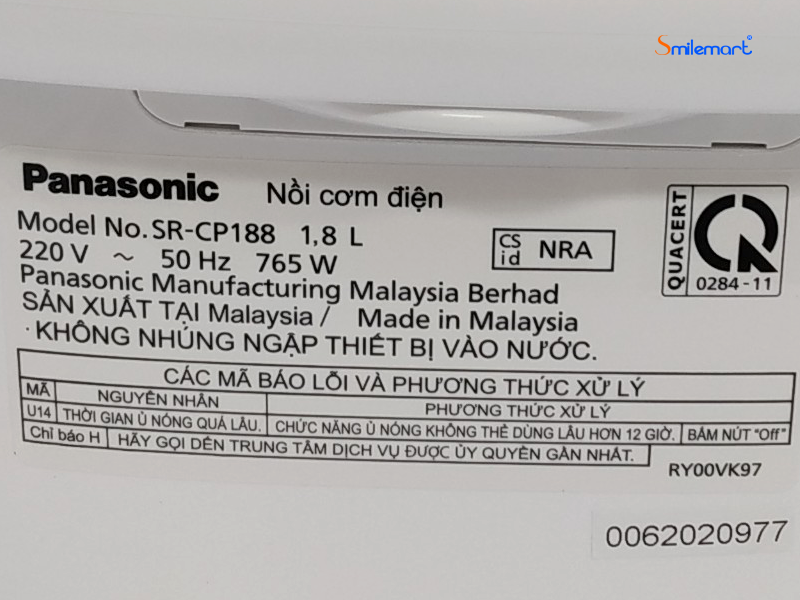 Smilemart
Panasonic Nồi cơm điện
Model No. SR-CP188 1,8 L
220 V ~ 50 Hz 765 W
CS id NRA
QUACERT
0284-11
Panasonic Manufacturing Malaysia Berhad
SẢN XUẤT TẠI Malaysia / Made in Malaysia
· KHÔNG NHÚNG NGẬP THIẾT BỊ VÀO NƯỚC.
CÁC MÃ BÁO LỖI VÀ PHƯƠNG THỨC XỬ LÝ
MÃ NGUYÊN NHÂN PHƯƠNG THỨC XỬ LÝ
U14 THỜI GIAN Ủ NÓNG QUÁ LÂU. CHỨC NĂNG Ủ NÓNG KHÔNG THỂ DÙNG LÂU HƠN 12 GIỜ. BẤM NÚT "Off"
Chỉ báo H HÃY GỌI DẾN TRUNG TÂM DỊCH VỤ ĐƯỢC ỦY QUYỀN GẦN NHẤT.
RY00VK97
0062020977